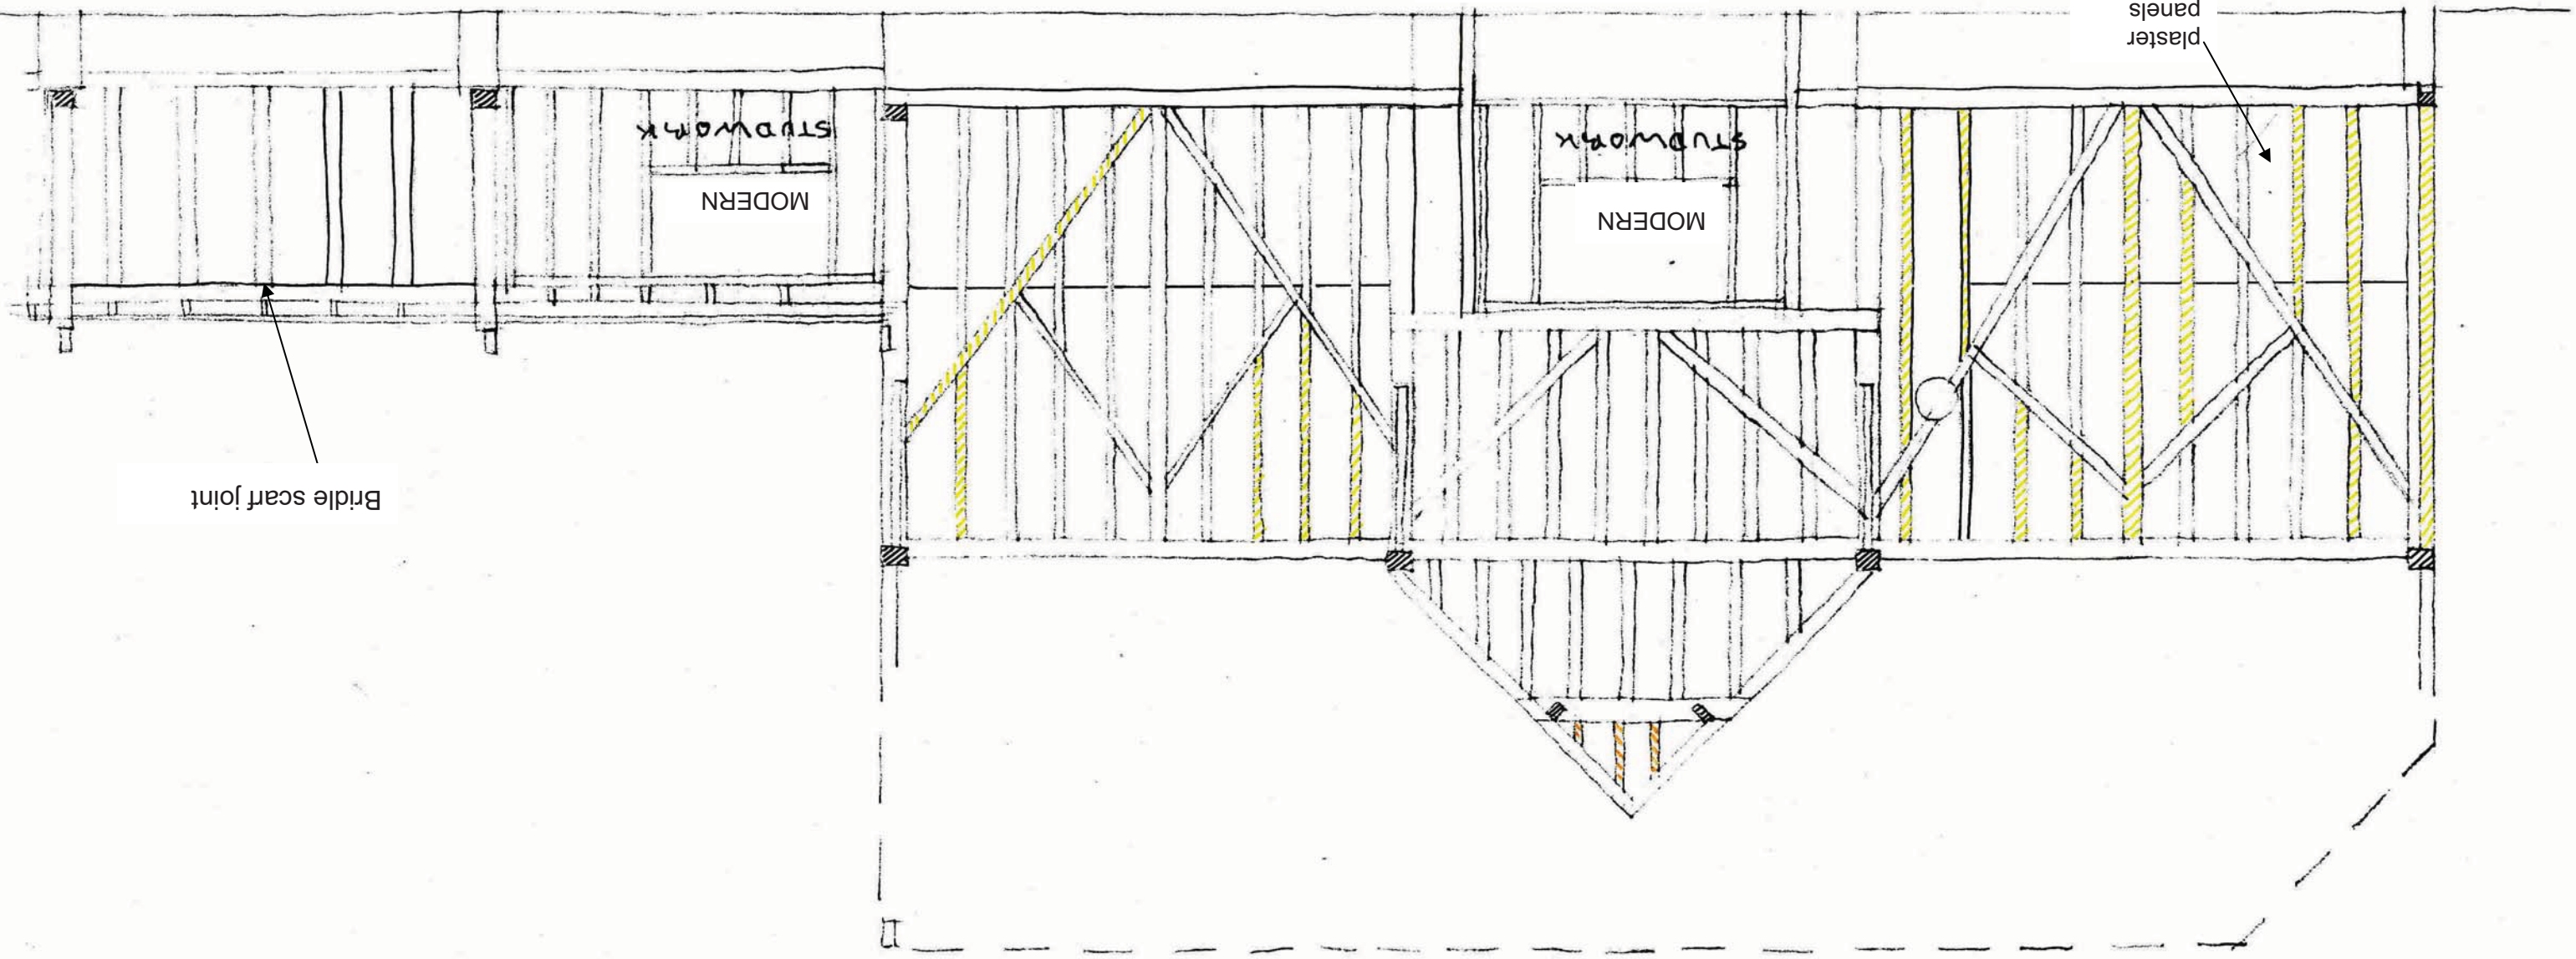 Bridle scarf joint
MODERN
STUDWORK
MODERN
STUDWORK
plaster
panels